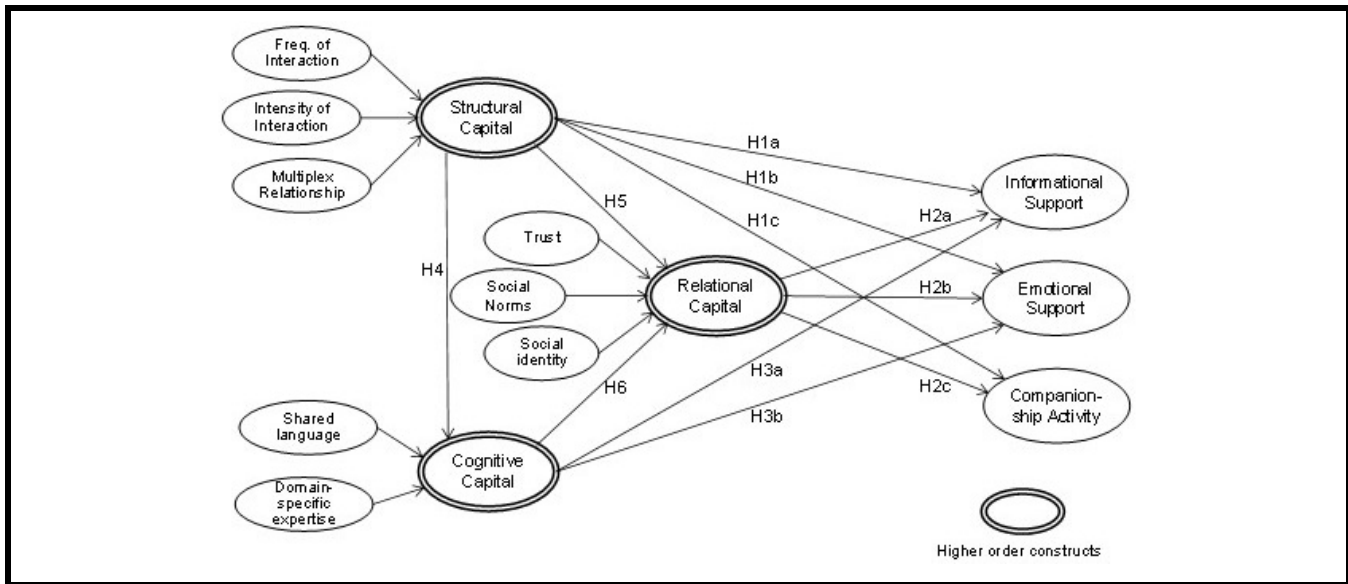 Freq. of
Interaction
Intensity of
Interaction
Multiplex
Relationship
Structural
Capital
H1a
H1b
H1c
H5
H4
H2a
Informational
Support
Trust
Social
Norms
Social
identity
Relational
Capital
H2b
Emotional
Support
H6
H3a
H2c
H3b
Companion-
ship Activity
Shared
language
Domain-
specific
expertise
Cognitive
Capital
Higher order constructs